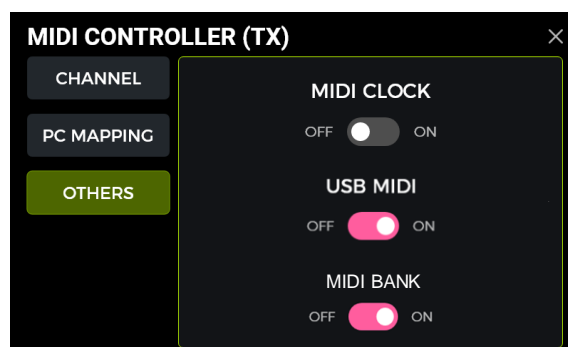 MIDI CONTROLLER (TX)
CHANNEL
PC MAPPING
OTHERS
MIDI CLOCK
OFF ON
USB MIDI
OFF ON
MIDI BANK
OFF ON